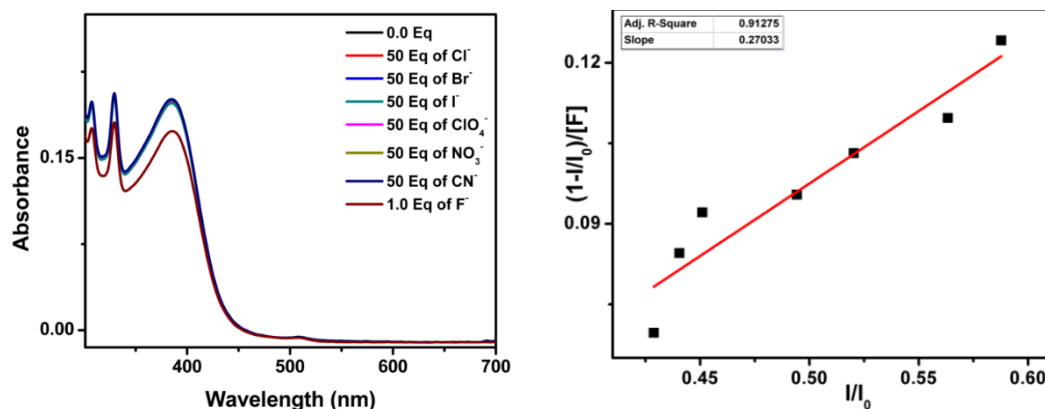 0.0 Eq
50 Eq of Cl⁻
50 Eq of Br⁻
50 Eq of I⁻
50 Eq of ClO₄⁻
50 Eq of NO₃⁻
50 Eq of CN⁻
1.0 Eq of F⁻
Absorbance
0.15
0.00
400
500
600
700
Wavelength (nm)
Adj. R-Square 0.91275
Slope 0.27033
(1-I/I₀)/[F]
0.12
0.09
0.45
0.50
0.55
0.60
I/I₀